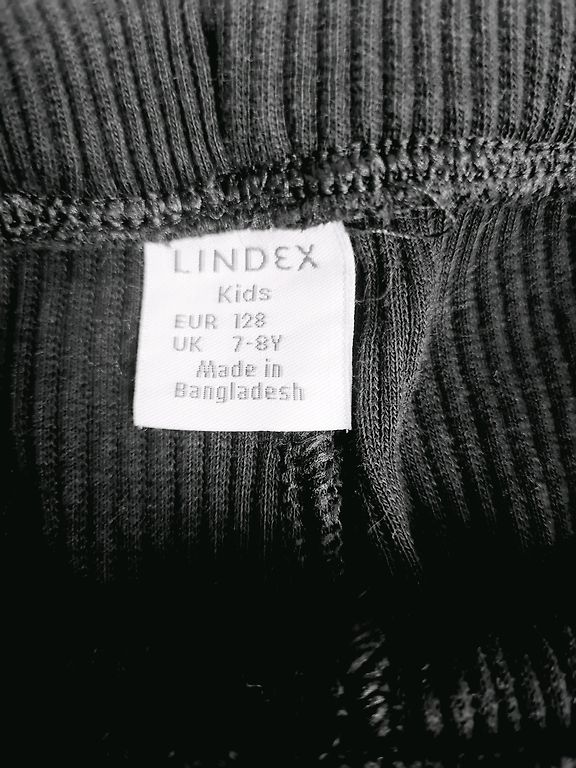 LINDEX
Kids
EUR 128
UK 7-8Y
Made in
Bangladesh